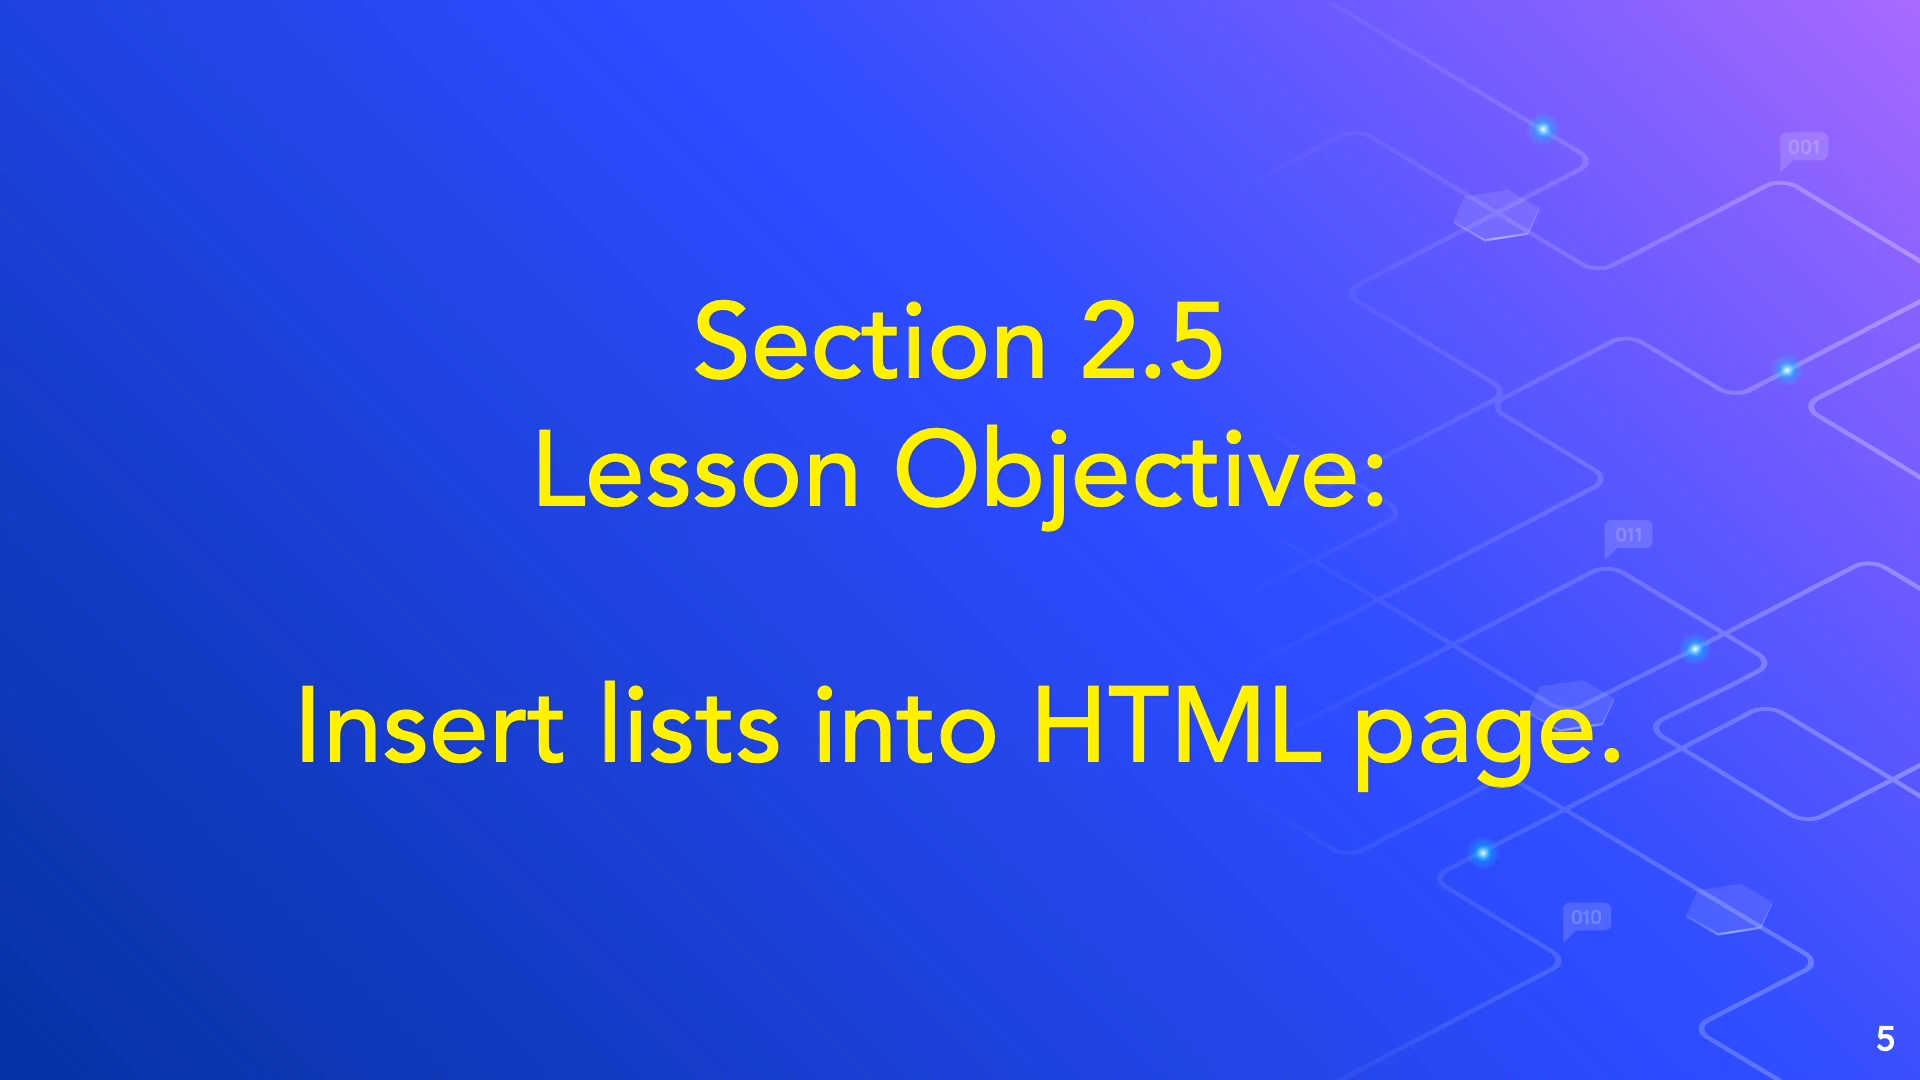 001
Section 2.5
Lesson Objective:
011
Insert lists into HTML page.
010
5